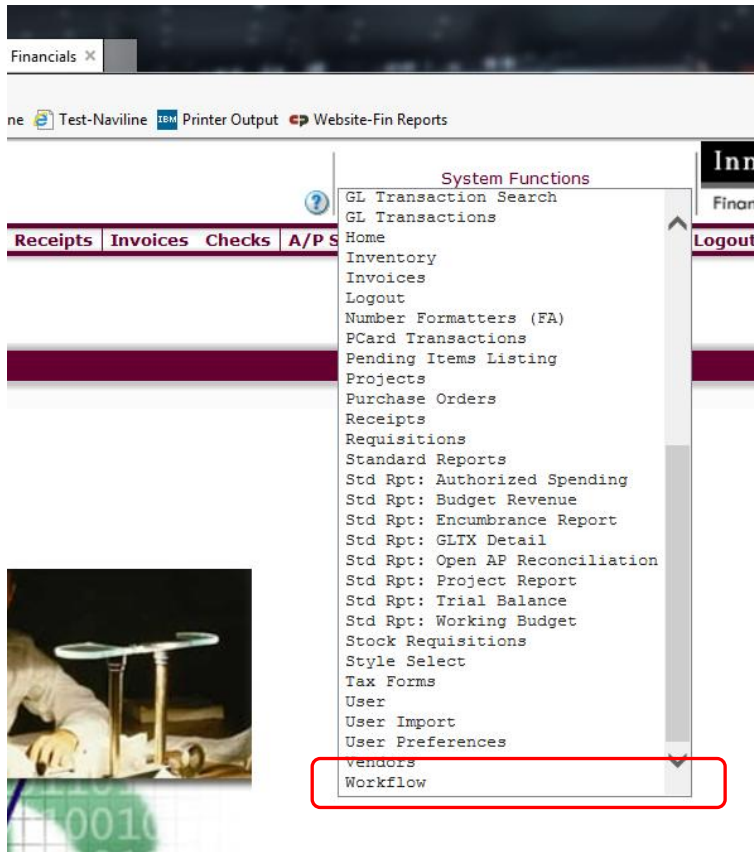 Financials ×
ne Test-Naviline IBM Printer Output Website-Fin Reports
System Functions
Inn
Finan
Receipts Invoices Checks A/P S
Logout
GL Transaction Search
GL Transactions
Home
Inventory
Invoices
Logout
Number Formatters (FA)
PCard Transactions
Pending Items Listing
Projects
Purchase Orders
Receipts
Requisitions
Standard Reports
Std Rpt: Authorized Spending
Std Rpt: Budget Revenue
Std Rpt: Encumbrance Report
Std Rpt: GLTX Detail
Std Rpt: Open AP Reconciliation
Std Rpt: Project Report
Std Rpt: Trial Balance
Std Rpt: Working Budget
Stock Requisitions
Style Select
Tax Forms
User
User Import
User Preferences
Vendors
Workflow
0010